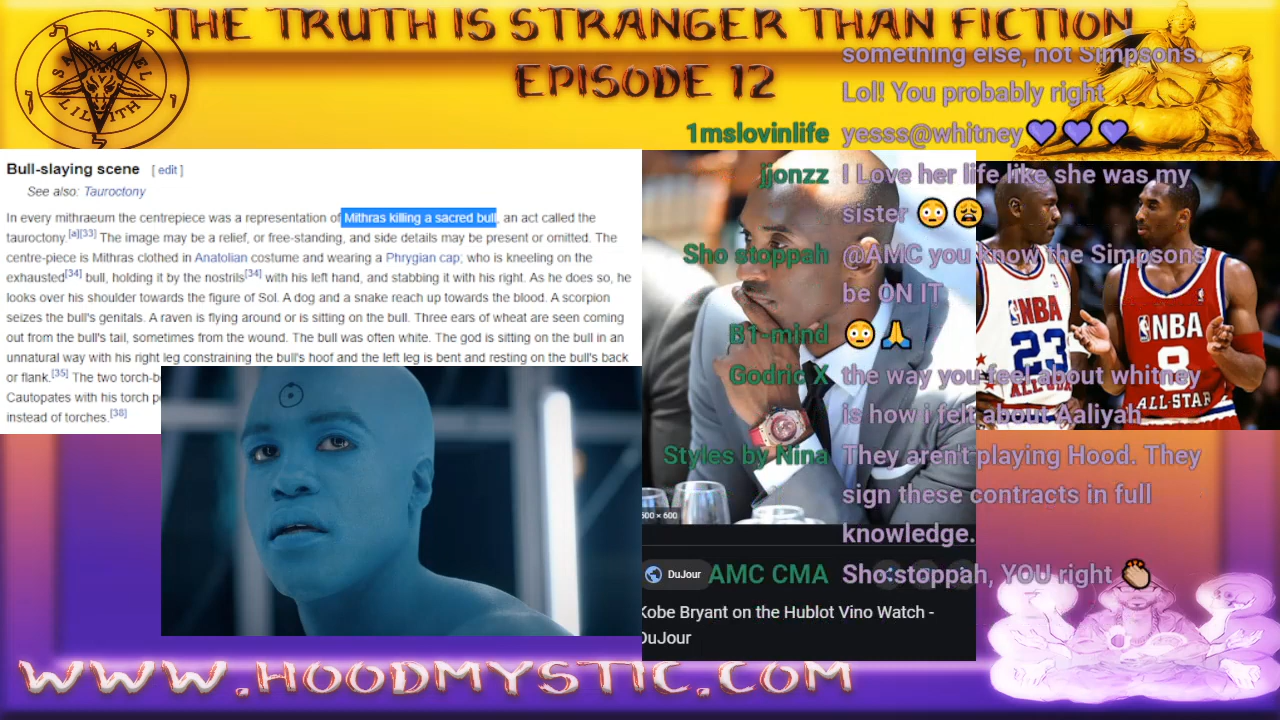 THE TRUTH IS STRANGER THAN FICTION
EPISODE 12
SAMAEL
LILITH
something else, not Simpsons.
Lol! You probably right
1mslovinlife yesss@whitney💜💜💜
jjonzz I Love her life like she was my
sister 😳😩
Sho stoppah @AMC you know the Simpsons
be ON IT
B1-mind 😳🙏
Godric X the way you feel about whitney
is how i felt about Aaliyah
Styles by Nina They aren't playing Hood. They
sign these contracts in full
knowledge.
AMC CMA Sho stoppah, YOU right 👏🏽
Bull-slaying scene [ edit ]
See also: Tauroctony
In every mithraeum the centrepiece was a representation of Mithras killing a sacred bull, an act called the
tauroctony.[a][33] The image may be a relief, or free-standing, and side details may be present or omitted. The
centre-piece is Mithras clothed in Anatolian costume and wearing a Phrygian cap; who is kneeling on the
exhausted[34] bull, holding it by the nostrils[34] with his left hand, and stabbing it with his right. As he does so, he
looks over his shoulder towards the figure of Sol. A dog and a snake reach up towards the blood. A scorpion
seizes the bull's genitals. A raven is flying around or is sitting on the bull. Three ears of wheat are seen coming
out from the bull's tail, sometimes from the wound. The bull was often white. The god is sitting on the bull in an
unnatural way with his right leg constraining the bull's hoof and the left leg is bent and resting on the bull's back
or flank.[35] The two torch-b
Cautopates with his torch p
instead of torches.[38]
NBA
23
ALL-STAR
NBA
8
ALL-STAR
600 × 600
DuJour
Kobe Bryant on the Hublot Vino Watch -
DuJour
WWW.HOODMYSTIC.COM